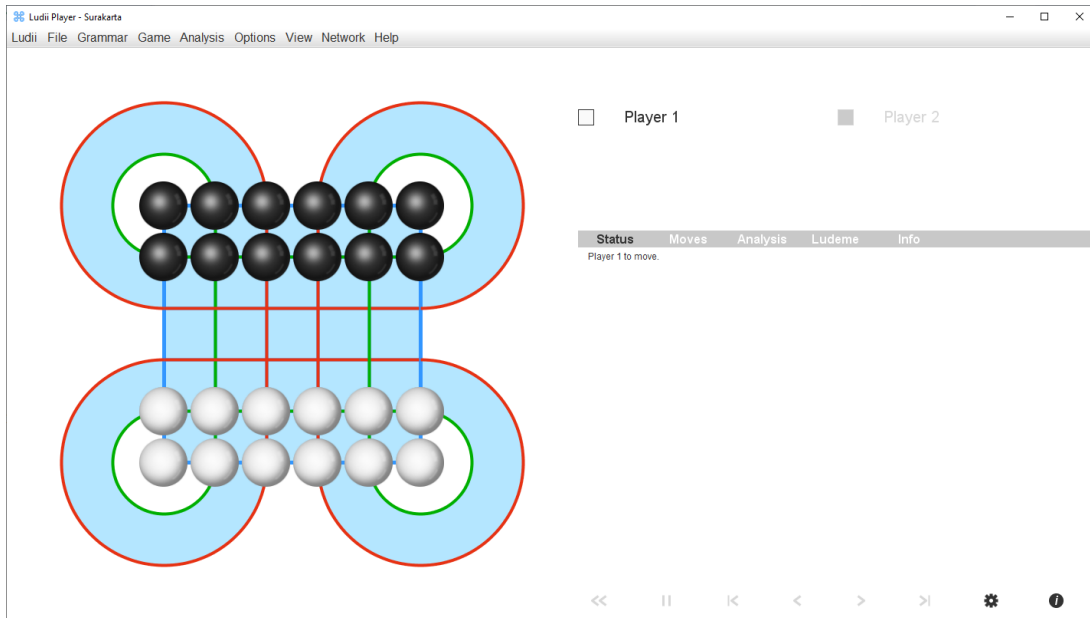 Ludii Player - Surakarta
Ludii File Grammar Game Analysis Options View Network Help
Player 1 Player 2
Status Moves Analysis Ludeme Info
Player 1 to move.